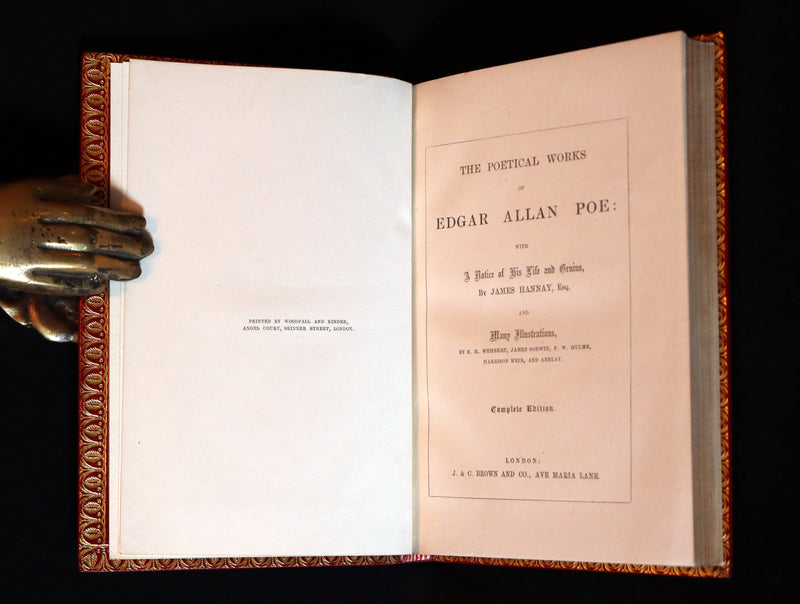 PRINTED BY WOODFALL AND KINDER,
ANGEL COURT, SKINNER STREET, LONDON.
THE POETICAL WORKS
OF
EDGAR ALLAN POE:
WITH
A Notice of His Life and Genius,
BY JAMES HANNAY, ESQ.
AND
Many Illustrations,
BY E. H. WEHNERT, JAMES GODWIN, F. W. HULME,
HARRISON WEIR, AND ANELAY.
Complete Edition.
LONDON:
J. & C. BROWN AND CO., AVE MARIA LANE.